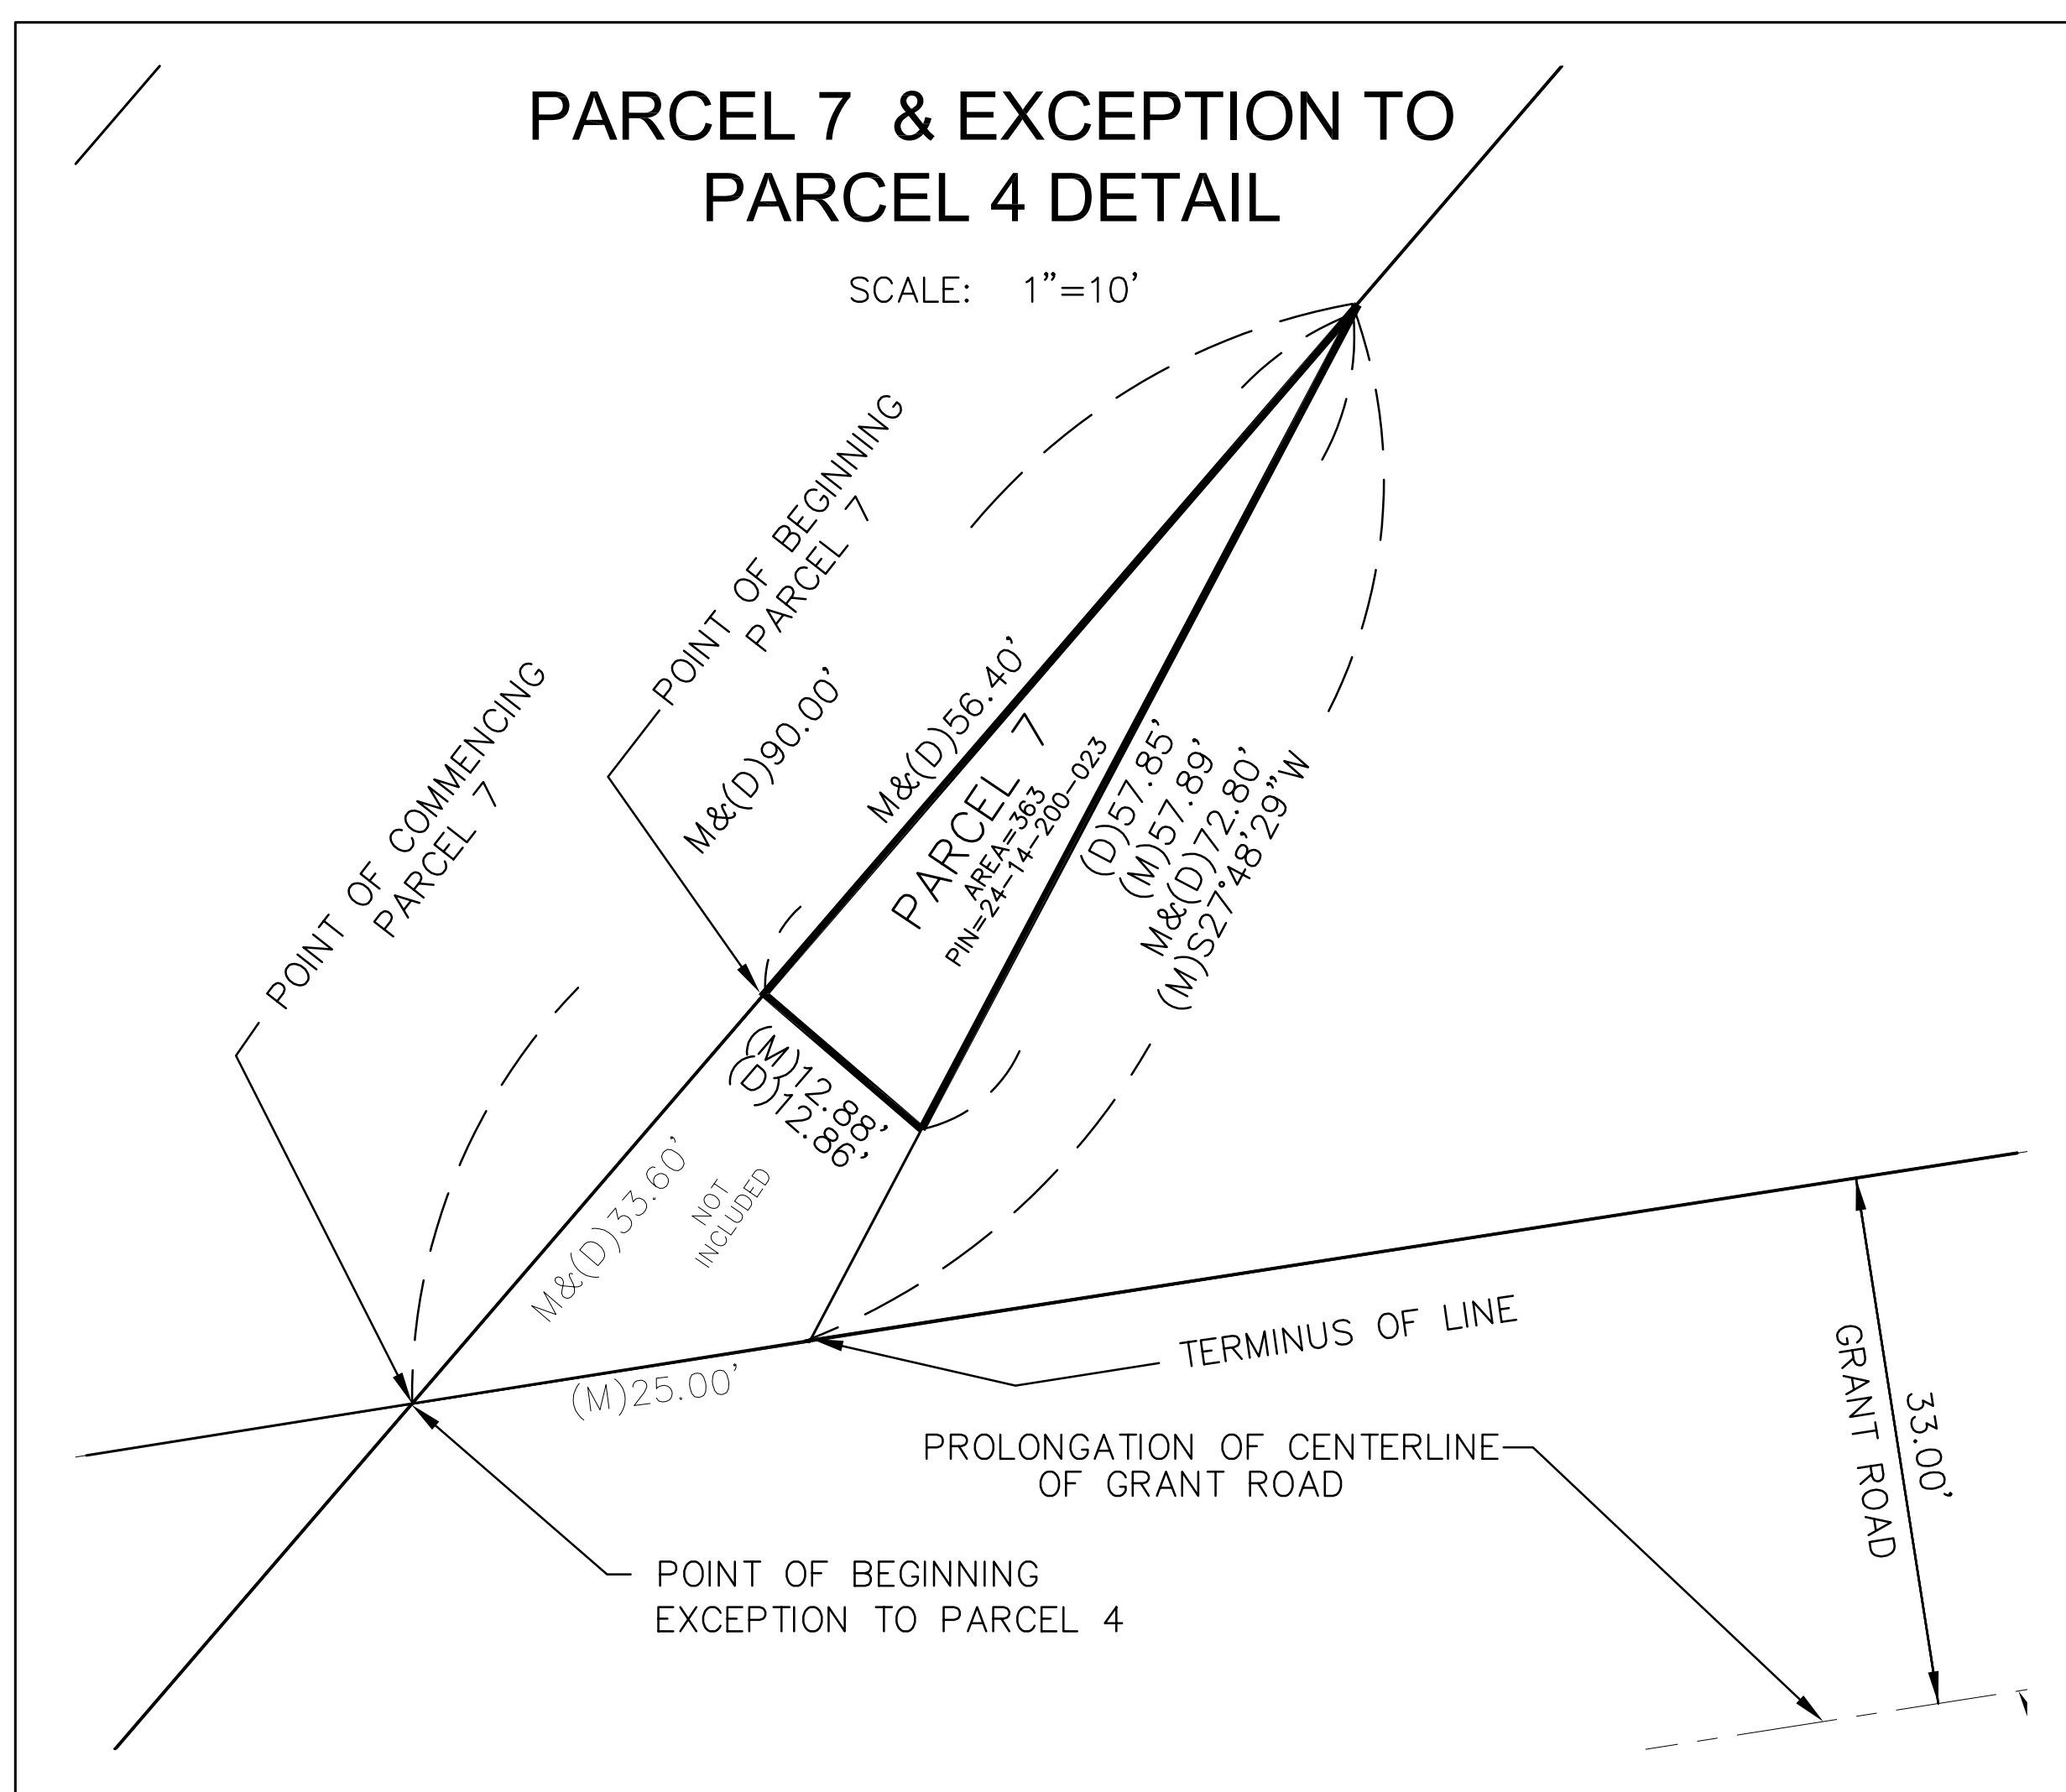 PARCEL 7 & EXCEPTION TO
PARCEL 4 DETAIL
SCALE: 1"=10'
POINT OF BEGINNING
PARCEL 7
POINT OF COMMENCING
PARCEL 7
M&(D)90.00'
M&(D)56.40'
PARCEL 7
AREA=363
PIN=24-14-200-023
(D)57.85'
(M)57.89'
M&(D)72.80'
(M)S27°48'29"W
(M)12.88'
(D)12.89'
M&(D)33.60'
NOT
INCLUDED
(M)25.00'
TERMINUS OF LINE
PROLONGATION OF CENTERLINE
OF GRANT ROAD
33.00'
GRANT ROAD
POINT OF BEGINNING
EXCEPTION TO PARCEL 4